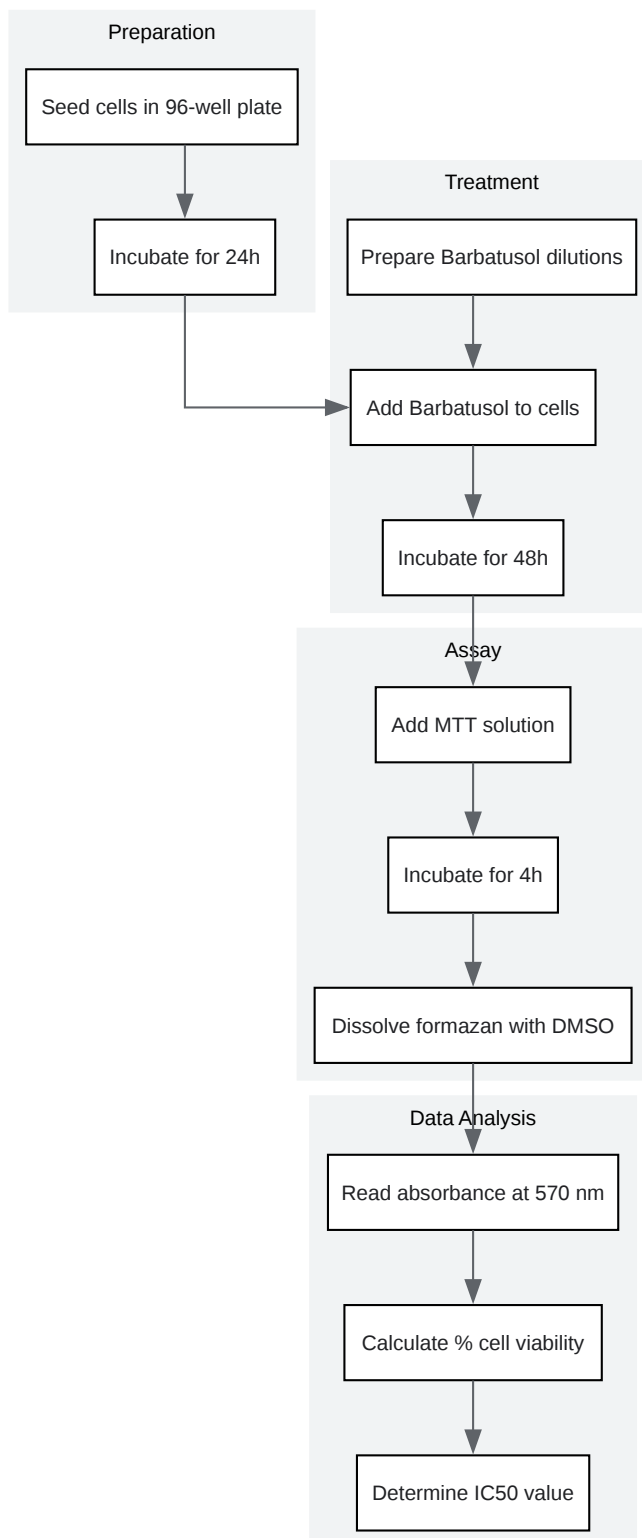 Preparation
Seed cells in 96-well plate
Incubate for 24h
Treatment
Prepare Barbatusol dilutions
Add Barbatusol to cells
Incubate for 48h
Assay
Add MTT solution
Incubate for 4h
Dissolve formazan with DMSO
Data Analysis
Read absorbance at 570 nm
Calculate % cell viability
Determine IC50 value